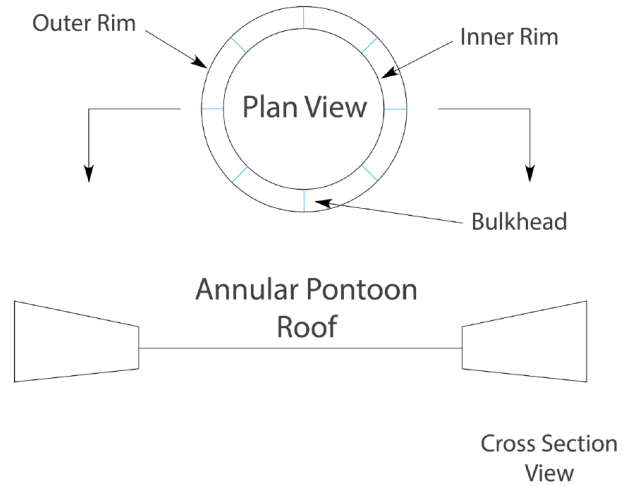 Outer Rim
Inner Rim
Plan View
Bulkhead
Annular Pontoon
Roof
Cross Section
View